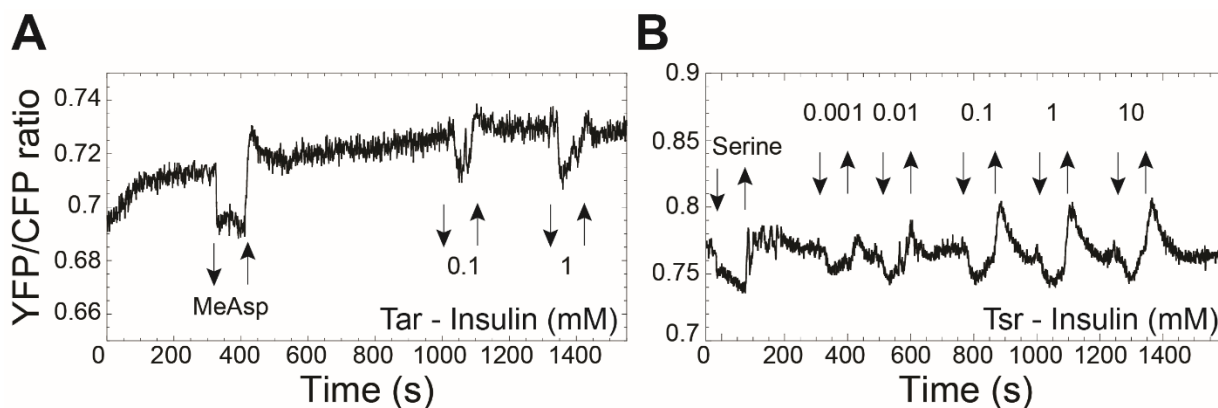 A
B
YFP/CFP ratio
0.74
0.72
0.7
0.68
0.66
MeAsp
0.1
1
Tar - Insulin (mM)
0 200 400 600 800 1000 1200 1400
Time (s)
0.9
0.85
0.8
0.75
0.7
Serine
0.001 0.01 0.1 1 10
Tsr - Insulin (mM)
0 200 400 600 800 1000 1200 1400
Time (s)